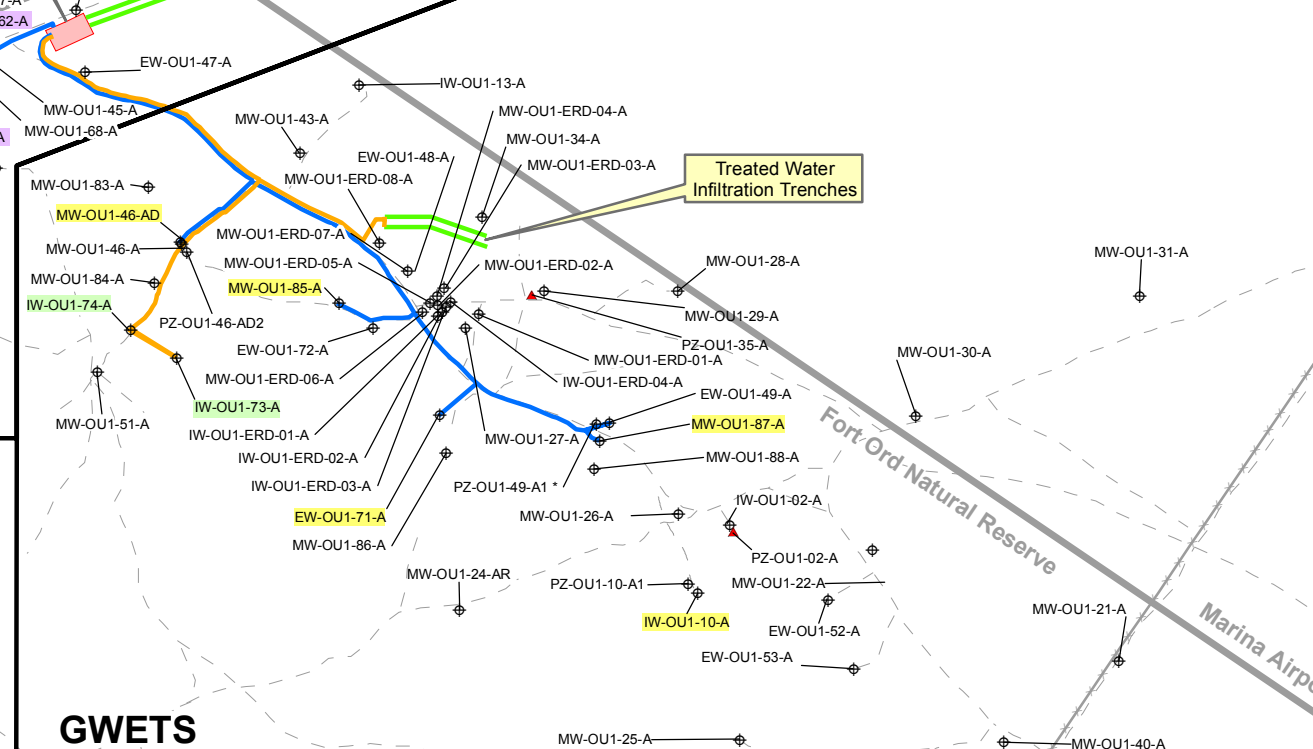 7-A
62-A
EW-OU1-47-A
IW-OU1-13-A
MW-OU1-45-A
MW-OU1-ERD-04-A
MW-OU1-43-A
MW-OU1-68-A
A
MW-OU1-34-A
EW-OU1-48-A
MW-OU1-ERD-03-A
Treated Water
Infiltration Trenches
MW-OU1-ERD-08-A
MW-OU1-83-A
MW-OU1-46-AD
MW-OU1-ERD-07-A
MW-OU1-46-A
MW-OU1-31-A
MW-OU1-ERD-05-A
MW-OU1-ERD-02-A
MW-OU1-28-A
MW-OU1-84-A
MW-OU1-85-A
IW-OU1-74-A
MW-OU1-29-A
PZ-OU1-46-AD2
PZ-OU1-35-A
EW-OU1-72-A
MW-OU1-30-A
MW-OU1-ERD-01-A
MW-OU1-ERD-06-A
IW-OU1-ERD-04-A
EW-OU1-49-A
IW-OU1-73-A
MW-OU1-51-A
MW-OU1-87-A
IW-OU1-ERD-01-A
MW-OU1-27-A
Fort Ord Natural Reserve
IW-OU1-ERD-02-A
MW-OU1-88-A
IW-OU1-ERD-03-A
PZ-OU1-49-A1 *
IW-OU1-02-A
EW-OU1-71-A
MW-OU1-26-A
MW-OU1-86-A
PZ-OU1-02-A
MW-OU1-24-AR
PZ-OU1-10-A1
MW-OU1-22-A
MW-OU1-21-A
IW-OU1-10-A
EW-OU1-52-A
Marina Airpo
EW-OU1-53-A
GWETS
MW-OU1-25-A
MW-OU1-40-A